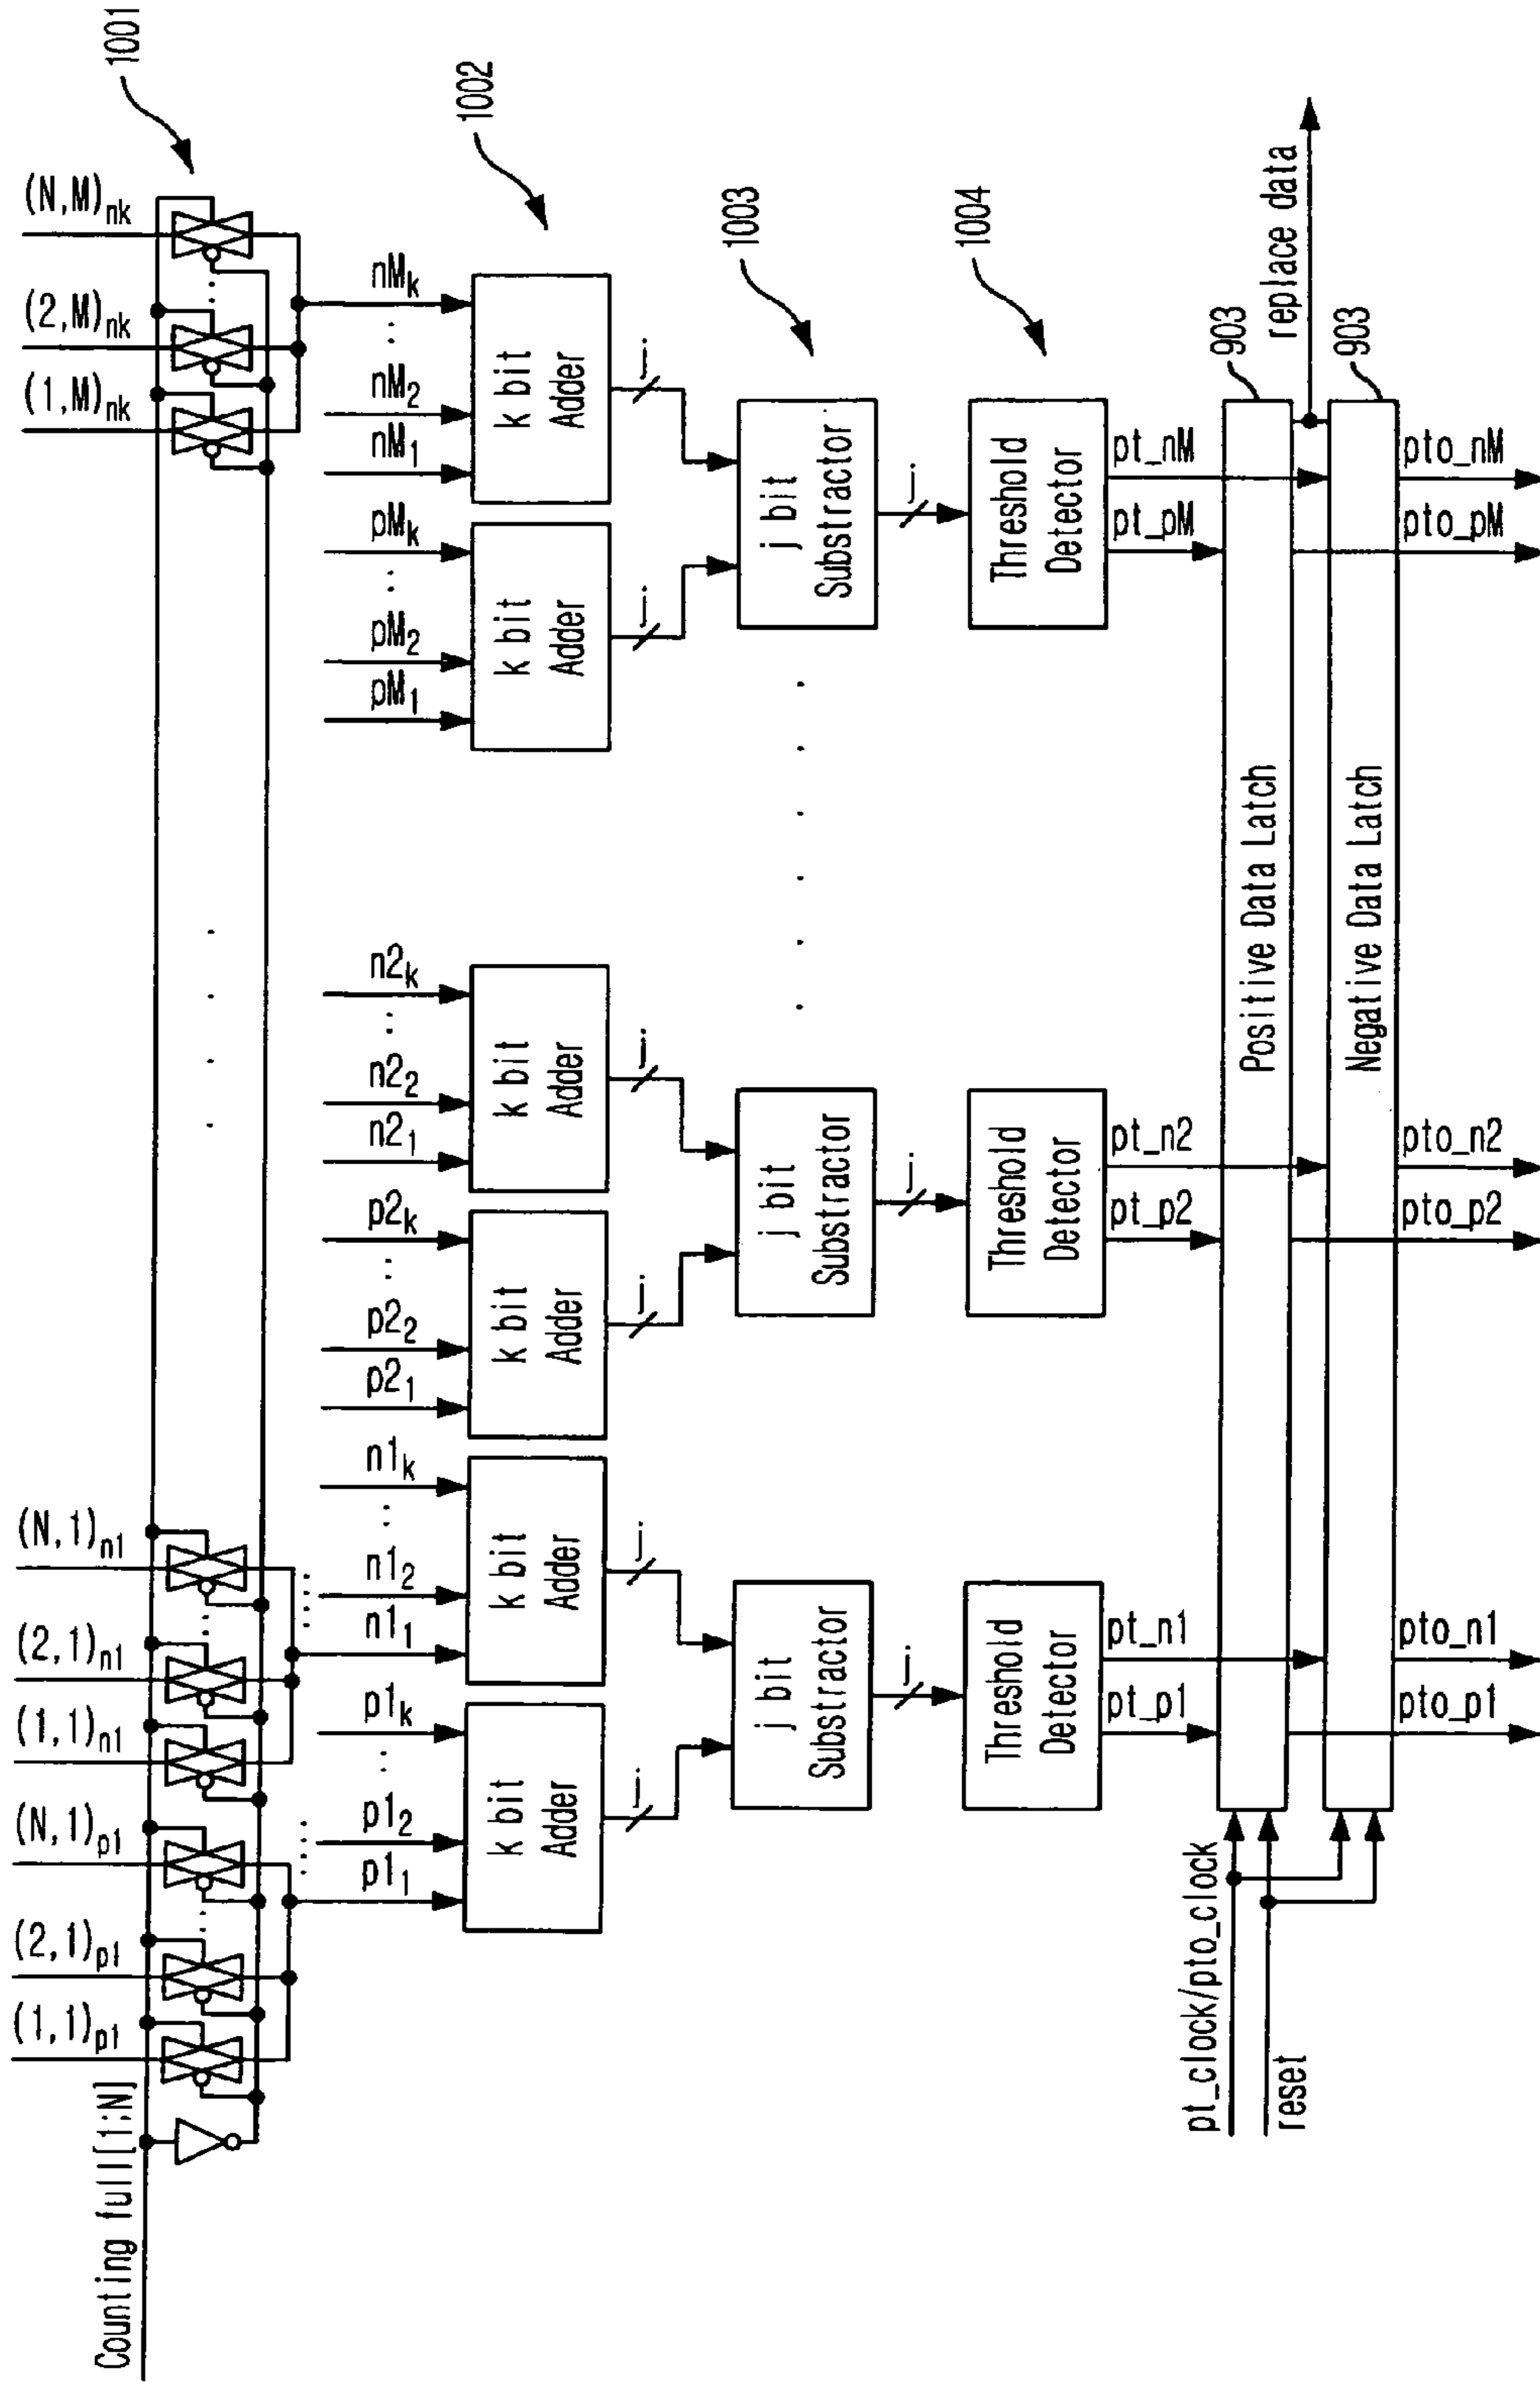 Counting full[1:N]
(1,1)p1
(2,1)p1
(N,1)p1
(1,1)n1
(2,1)n1
(N,1)n1
(1,M)nk
(2,M)nk
(N,M)nk
1001
p1₁
p1₂
p1k
n1₁
n1₂
n1k
p2₁
p2₂
p2k
n2₁
n2₂
n2k
pM₁
pM₂
pMk
nM₁
nM₂
nMk
1002
k bit
Adder
k bit
Adder
k bit
Adder
k bit
Adder
k bit
Adder
k bit
Adder
j
j
j
j
j
j
1003
j bit
Substractor
j bit
Substractor
j bit
Substractor
j
j
j
1004
Threshold
Detector
Threshold
Detector
Threshold
Detector
pt_p1
pt_n1
pt_p2
pt_n2
pt_pM
pt_nM
pt_clock/pto_clock
reset
Positive Data Latch
903
replace data
Negative Data Latch
903
pto_p1
pto_n1
pto_p2
pto_n2
pto_pM
pto_nM